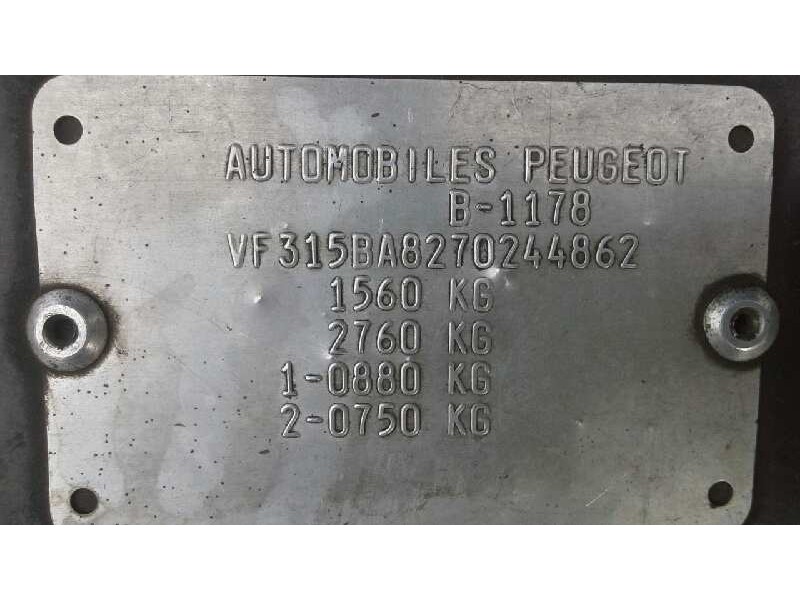 AUTOMOBILES PEUGEOT
B-1178
VF315BA8270244862
1560 KG
2760 KG
1-0880 KG
2-0750 KG